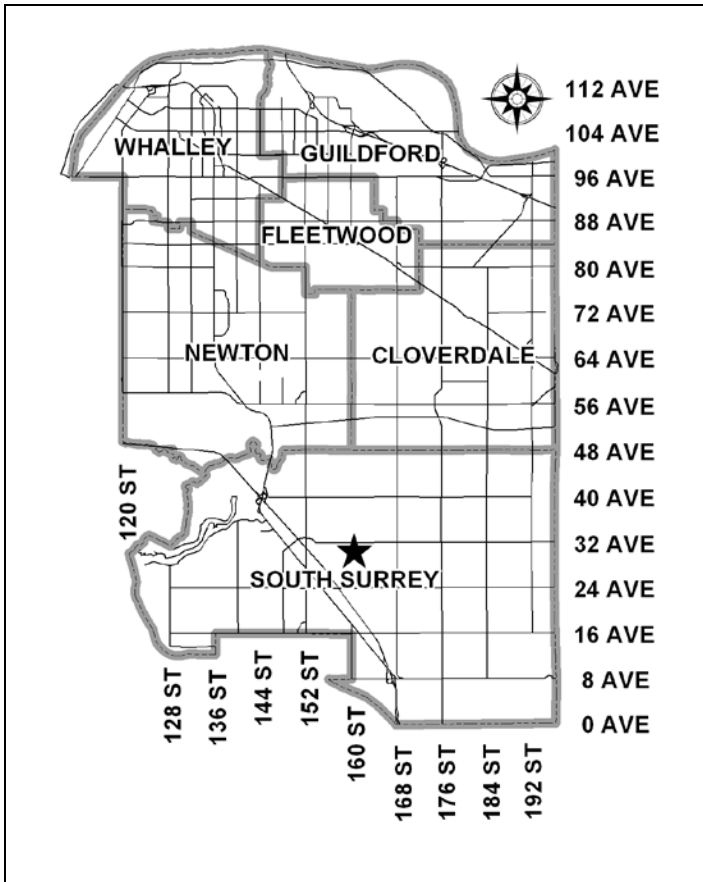 112 AVE
104 AVE
WHALLEY
GUILDFORD
96 AVE
88 AVE
FLEETWOOD
80 AVE
72 AVE
NEWTON
CLOVERDALE
64 AVE
56 AVE
48 AVE
120 ST
40 AVE
32 AVE
SOUTH SURREY
24 AVE
16 AVE
8 AVE
0 AVE
128 ST
136 ST
144 ST
152 ST
160 ST
168 ST
176 ST
184 ST
192 ST